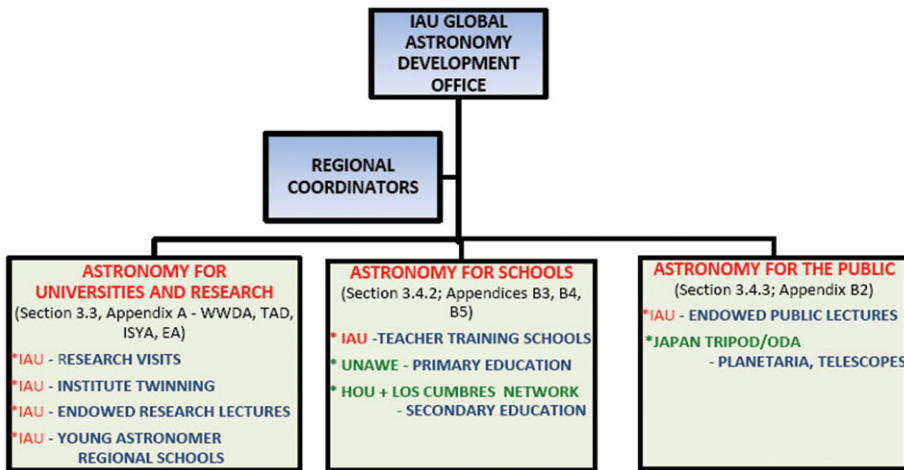 IAU GLOBAL
ASTRONOMY
DEVELOPMENT
OFFICE
REGIONAL
COORDINATORS
ASTRONOMY FOR
UNIVERSITIES AND RESEARCH
(Section 3.3, Appendix A - WWDA, TAD,
ISYA, EA)
*IAU - RESEARCH VISITS
*IAU - INSTITUTE TWINNING
*IAU - ENDOWED RESEARCH LECTURES
*IAU - YOUNG ASTRONOMER
REGIONAL SCHOOLS
ASTRONOMY FOR SCHOOLS
(Section 3.4.2; Appendices B3, B4,
B5)
* IAU -TEACHER TRAINING SCHOOLS
* UNAWE - PRIMARY EDUCATION
* HOU + LOS CUMBRES NETWORK
- SECONDARY EDUCATION
ASTRONOMY FOR THE PUBLIC
(Section 3.4.3; Appendix B2)
*IAU - ENDOWED PUBLIC LECTURES
*JAPAN TRIPOD/ODA
- PLANETARIA, TELESCOPES